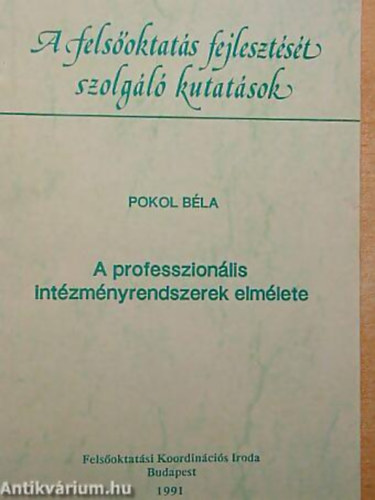 A felsőoktatás fejlesztését
szolgáló kutatások
POKOL BÉLA
A professzionális
intézményrendszerek elmélete
Felsőoktatási Koordinációs Iroda
Budapest
1991
Antikvárium.hu